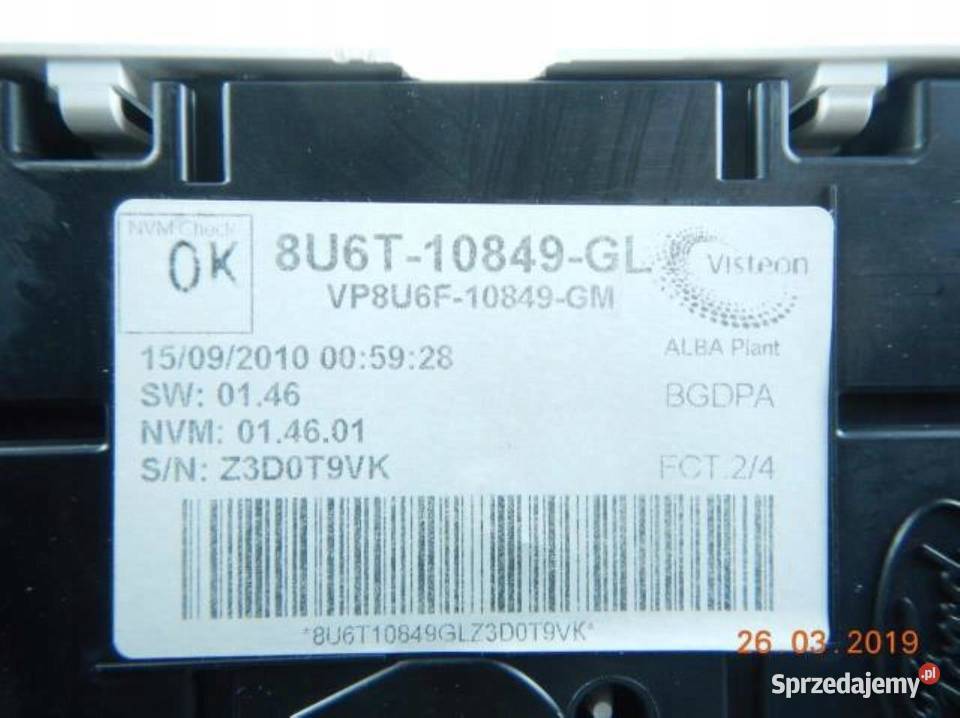 NVM Check
OK
8U6T-10849-GL
Visteon
VP8U6F-10849-GM
ALBA Plant
15/09/2010 00:59:28
SW: 01.46
BGDPA
NVM: 01.46.01
S/N: Z3D0T9VK
FCT.2/4
*8U6T10849GLZ3D0T9VK*
26 03 2019
Sprzedajemy.pl